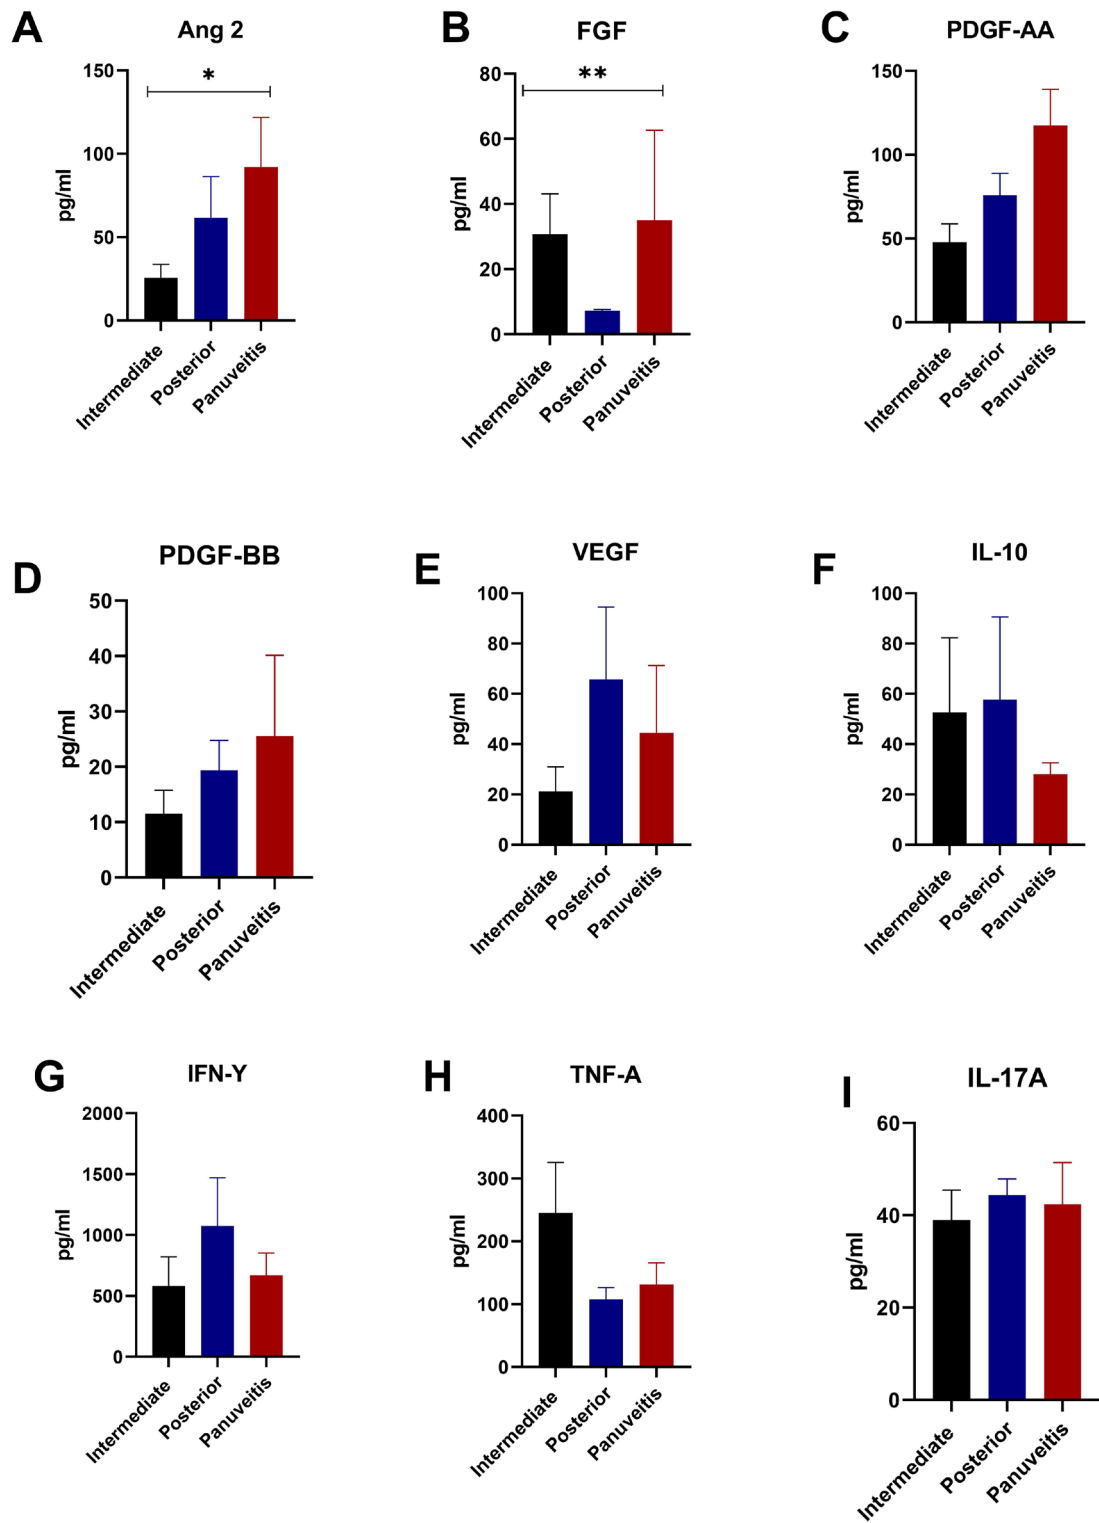 A
Ang 2
*
150
100
50
0
pg/ml
Intermediate
Posterior
Panuveitis
B
FGF
**
80
60
40
20
0
pg/ml
Intermediate
Posterior
Panuveitis
C
PDGF-AA
150
100
50
0
pg/ml
Intermediate
Posterior
Panuveitis
D
PDGF-BB
50
40
30
20
10
0
pg/ml
Intermediate
Posterior
Panuveitis
E
VEGF
100
80
60
40
20
0
pg/ml
Intermediate
Posterior
Panuveitis
F
IL-10
100
80
60
40
20
0
pg/ml
Intermediate
Posterior
Panuveitis
G
IFN-Y
2000
1500
1000
500
0
pg/ml
Intermediate
Posterior
Panuveitis
H
TNF-A
400
300
200
100
0
pg/ml
Intermediate
Posterior
Panuveitis
I
IL-17A
60
40
20
0
pg/ml
Intermediate
Posterior
Panuveitis